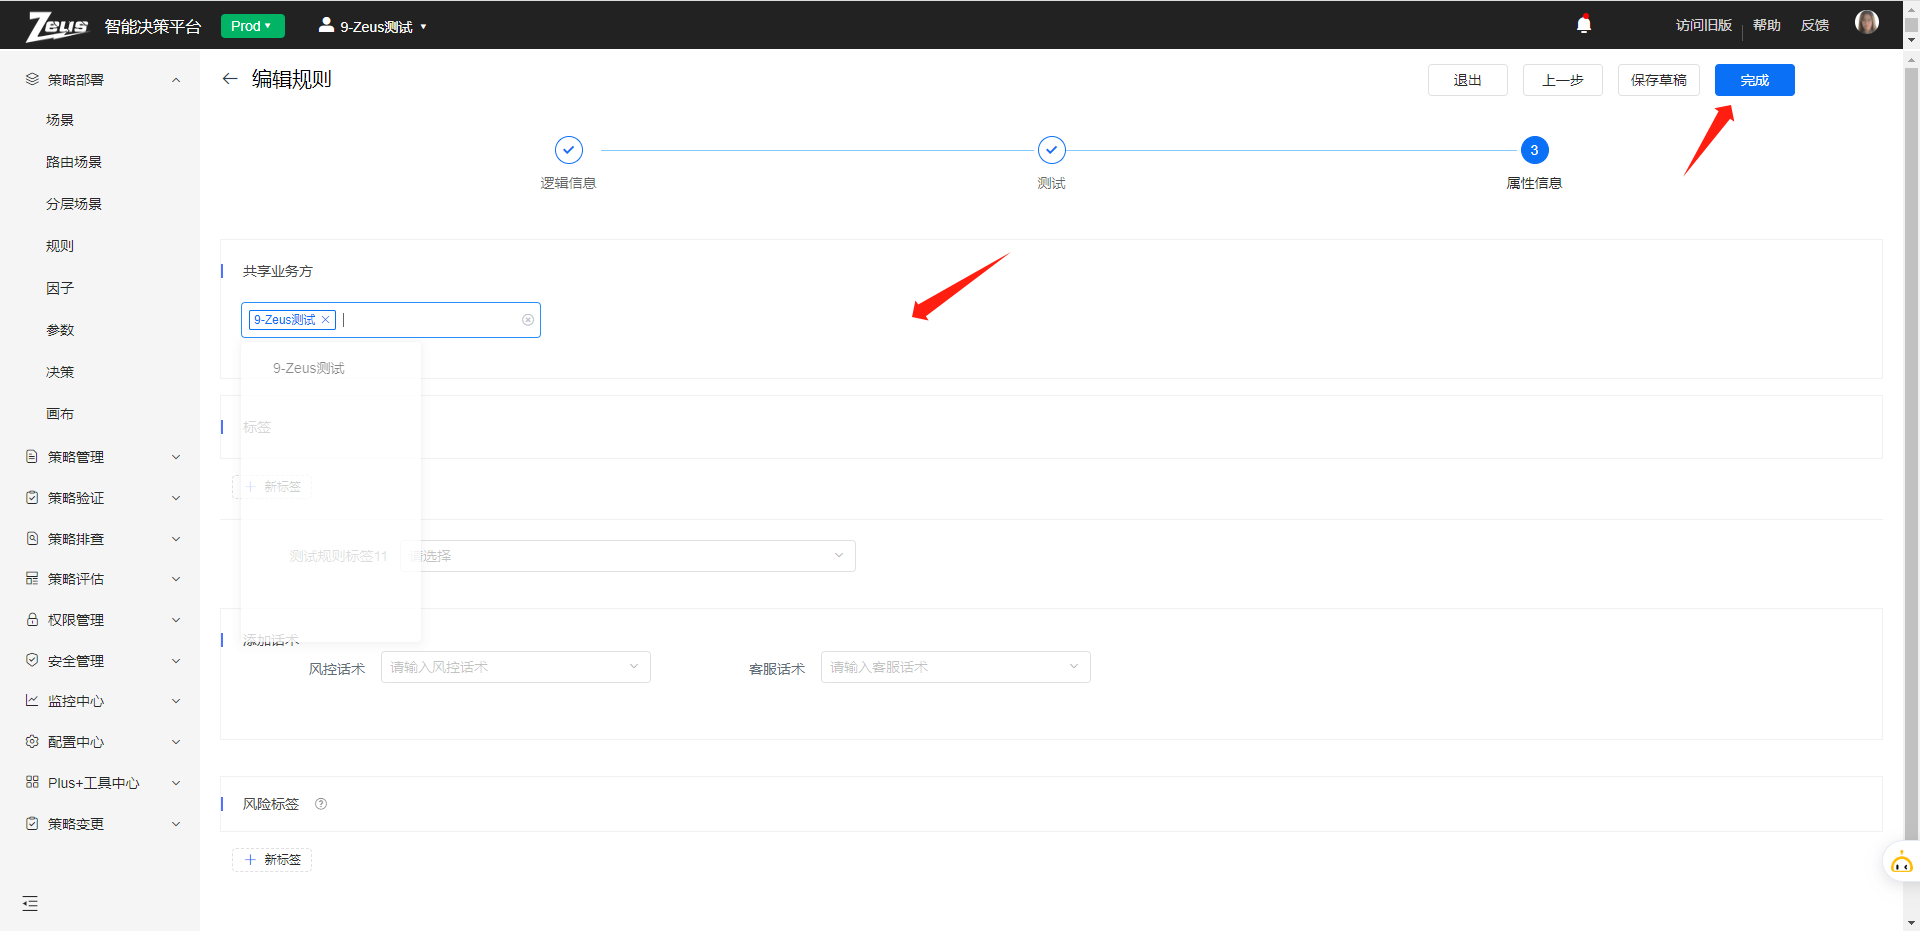 Zeus 智能决策平台 Prod 9-Zeus测试 访问旧版 帮助 反馈
策略部署
场景
路由场景
分层场景
规则
因子
参数
决策
画布
策略管理
策略验证
策略排查
策略评估
权限管理
安全管理
监控中心
配置中心
Plus+工具中心
策略变更
编辑规则
退出 上一步 保存草稿 完成
3
逻辑信息 测试 属性信息
共享业务方
9-Zeus测试
9-Zeus测试
标签
新标签
测试规则标签11 请选择
添加话术
风控话术 请输入风控话术 客服话术 请输入客服话术
风险标签
新标签